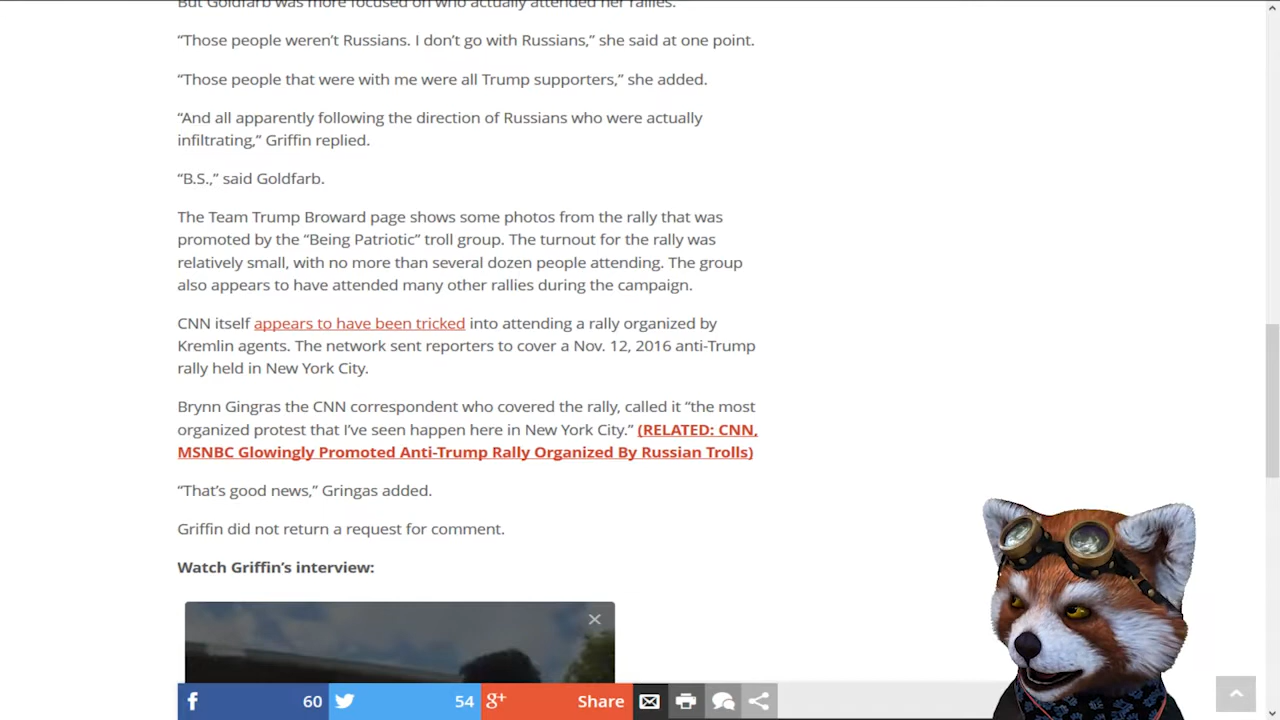 But Goldfarb was more focused on who actually attended her rallies.
“Those people weren’t Russians. I don’t go with Russians,” she said at one point.
“Those people that were with me were all Trump supporters,” she added.
“And all apparently following the direction of Russians who were actually
infiltrating,” Griffin replied.
“B.S.,” said Goldfarb.
The Team Trump Broward page shows some photos from the rally that was
promoted by the “Being Patriotic” troll group. The turnout for the rally was
relatively small, with no more than several dozen people attending. The group
also appears to have attended many other rallies during the campaign.
CNN itself appears to have been tricked into attending a rally organized by
Kremlin agents. The network sent reporters to cover a Nov. 12, 2016 anti-Trump
rally held in New York City.
Brynn Gingras the CNN correspondent who covered the rally, called it “the most
organized protest that I’ve seen happen here in New York City.” (RELATED: CNN,
MSNBC Glowingly Promoted Anti-Trump Rally Organized By Russian Trolls)
“That’s good news,” Gringas added.
Griffin did not return a request for comment.
Watch Griffin’s interview:
60 54 g+ Share